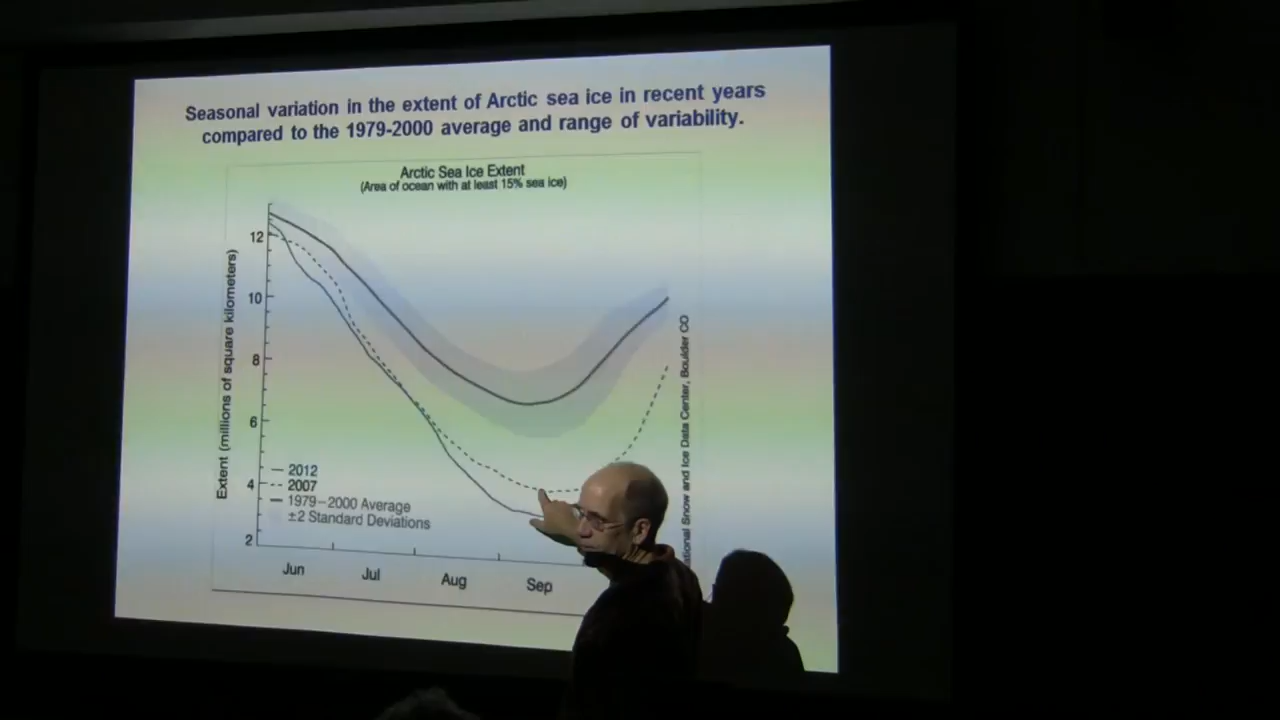 Seasonal variation in the extent of Arctic sea ice in recent years
compared to the 1979-2000 average and range of variability.
Arctic Sea Ice Extent
(Area of ocean with at least 15% sea ice)
Extent (millions of square kilometers)
12
10
8
6
4
2
2012
2007
1979−2000 Average
±2 Standard Deviations
Jun
Jul
Aug
Sep
Snow and Ice Data Center, Boulder CO